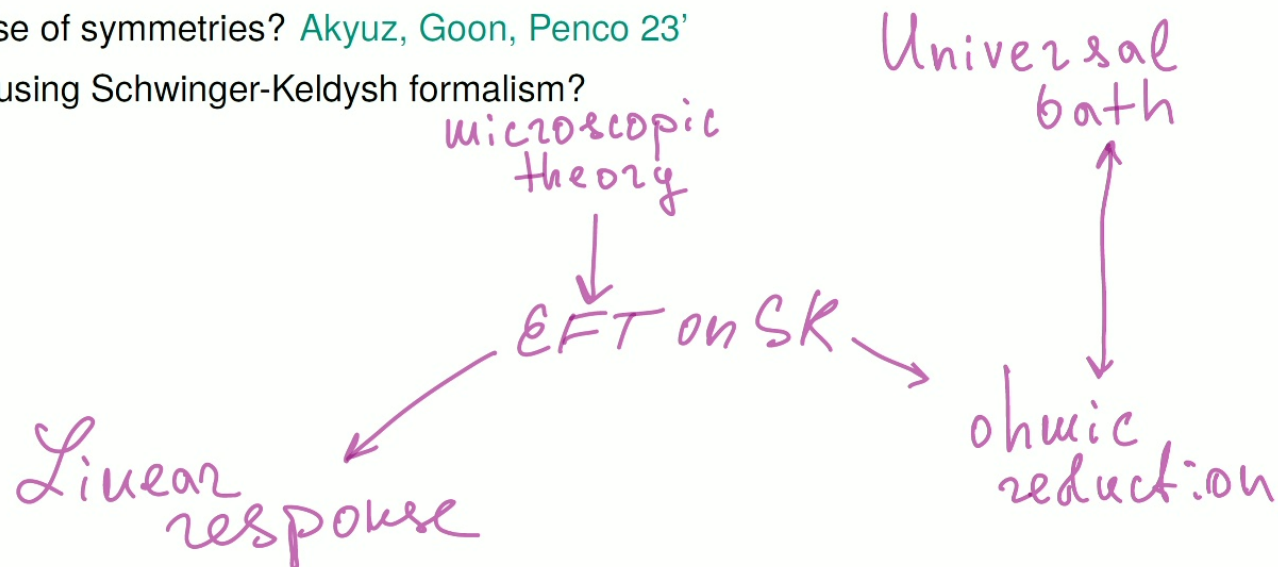 se of symmetries? Akyuz, Goon, Penco 23’
using Schwinger-Keldysh formalism?
Universal
bath
microscopic
theory
EFT on SK
Linear
response
ohmic
reduction